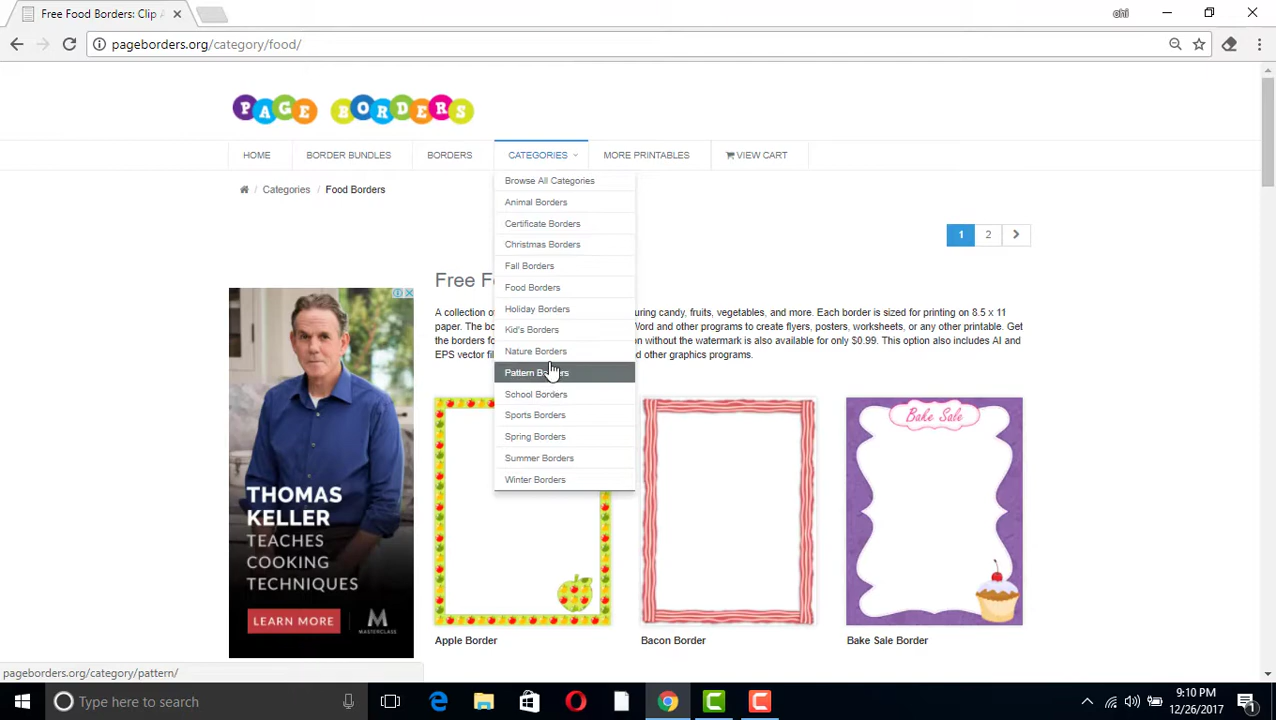 Free Food Borders: Clip A
ohi
pageborders.org/category/food/
PAGE BORDERS
HOME BORDER BUNDLES BORDERS CATEGORIES MORE PRINTABLES VIEW CART
/ Categories / Food Borders
Browse All Categories
Animal Borders
Certificate Borders
Christmas Borders
Fall Borders
Food Borders
Holiday Borders
Kid's Borders
Nature Borders
Pattern Borders
School Borders
Sports Borders
Spring Borders
Summer Borders
Winter Borders
1 2
Free Fo
A collection of uring candy, fruits, vegetables, and more. Each border is sized for printing on 8.5 x 11
paper. The bo Word and other programs to create flyers, posters, worksheets, or any other printable. Get
the borders fo on without the watermark is also available for only $0.99. This option also includes AI and
EPS vector fil nd other graphics programs.
THOMAS
KELLER
TEACHES
COOKING
TECHNIQUES
LEARN MORE
MASTERCLASS
Bake Sale
Apple Border
Bacon Border
Bake Sale Border
pageborders.org/category/pattern/
Type here to search
9:10 PM
12/26/2017
1